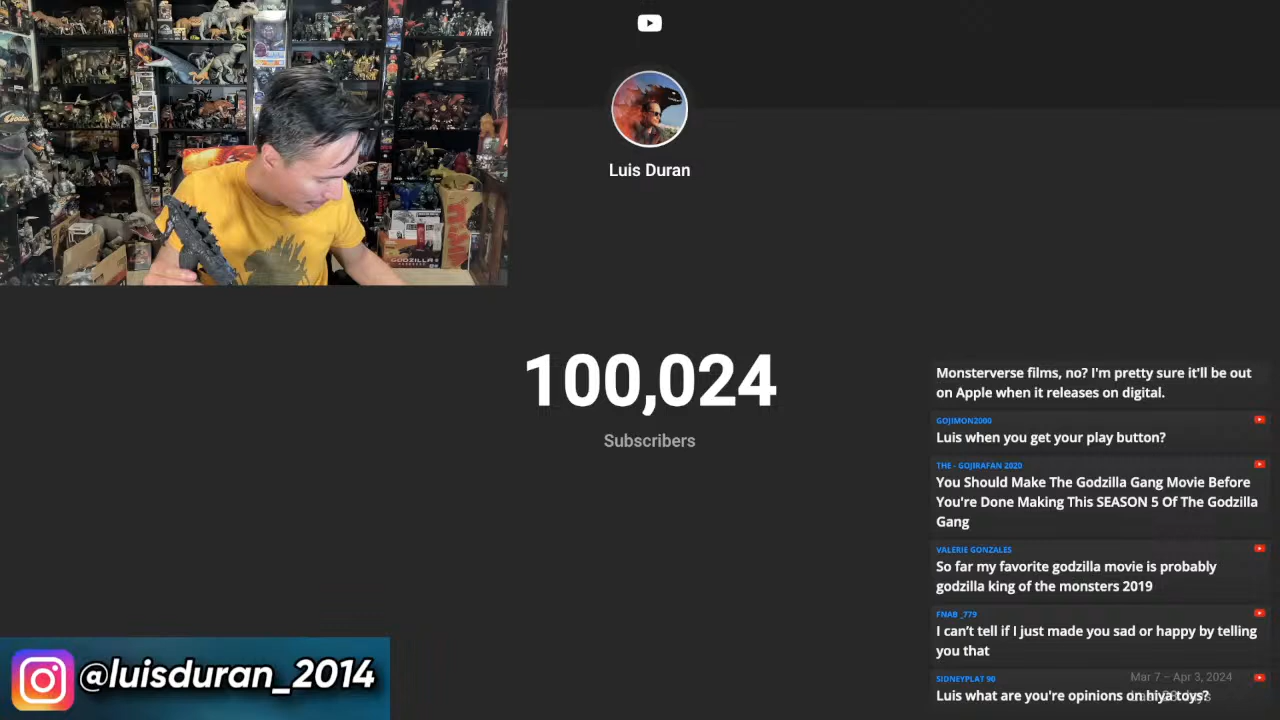 Luis Duran
100,024
Subscribers
Monsterverse films, no? I'm pretty sure it'll be out
on Apple when it releases on digital.
GOJIMON2000
Luis when you get your play button?
THE - GOJIRAFAN 2020
You Should Make The Godzilla Gang Movie Before
You're Done Making This SEASON 5 Of The Godzilla
Gang
VALERIE GONZALES
So far my favorite godzilla movie is probably
godzilla king of the monsters 2019
FNAB _779
I can't tell if I just made you sad or happy by telling
you that
SIDNEYPLAT 90
Mar 7 – Apr 3, 2024
Luis what are you're opinions on hiya toys?
@luisduran_2014
GODZILLA